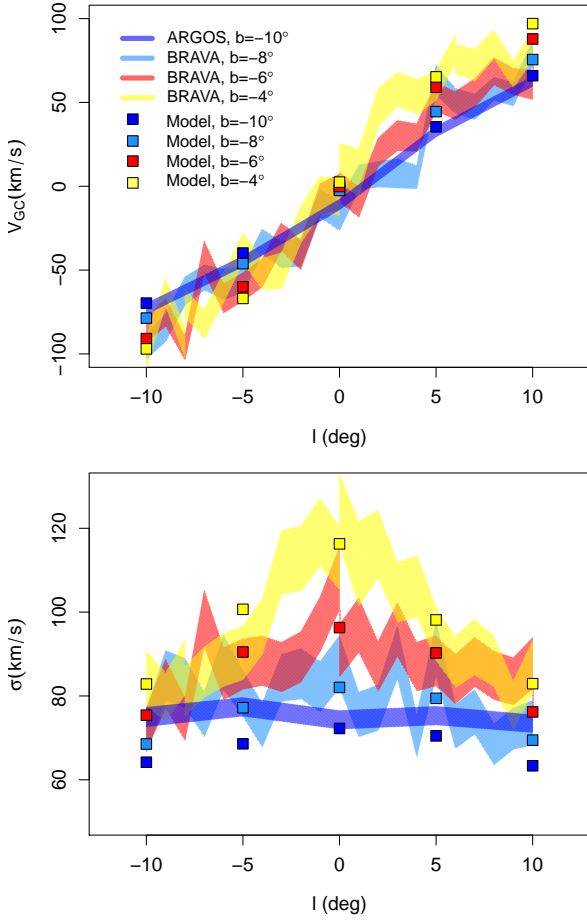 ARGOS, b=−10°
BRAVA, b=−8°
BRAVA, b=−6°
BRAVA, b=−4°
Model, b=−10°
Model, b=−8°
Model, b=−6°
Model, b=−4°
V_GC(km/s)
100
50
0
−50
−100
−10 −5 0 5 10
l (deg)
σ(km/s)
120
100
80
60
−10 −5 0 5 10
l (deg)